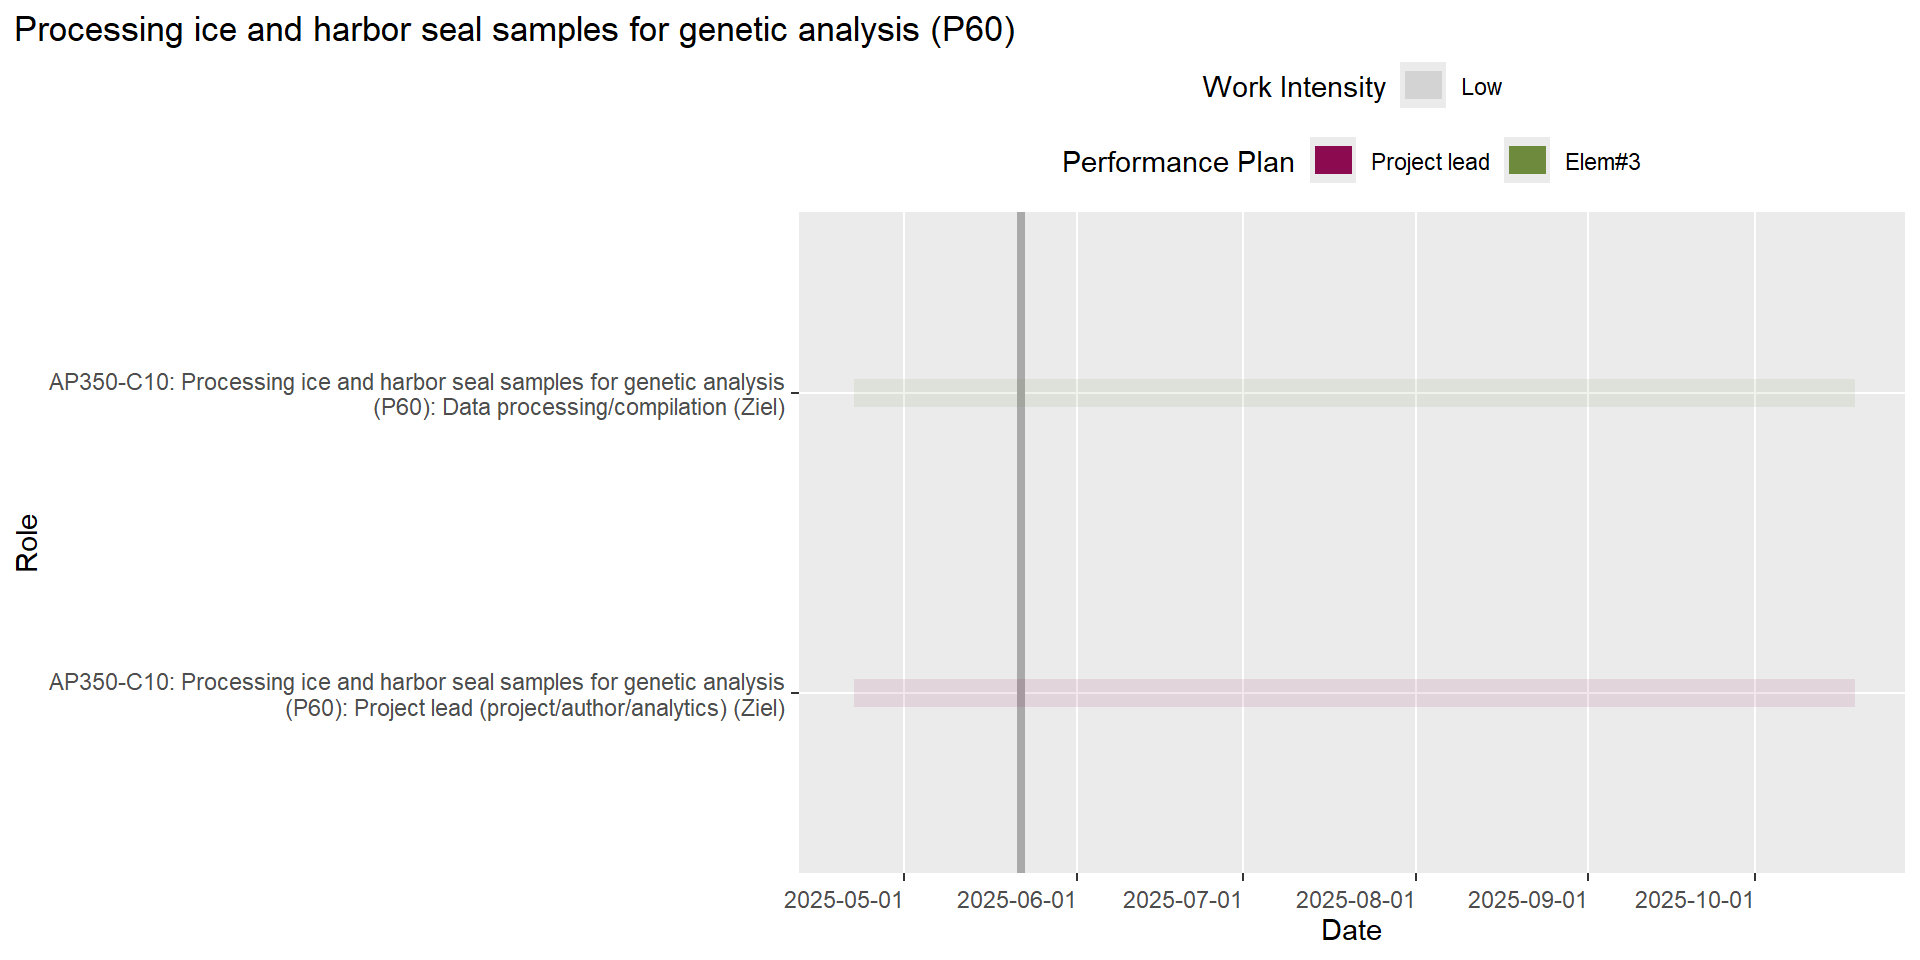 Processing ice and harbor seal samples for genetic analysis (P60)
Work Intensity Low
Performance Plan Project lead Elem#3
AP350-C10: Processing ice and harbor seal samples for genetic analysis
(P60): Data processing/compilation (Ziel)
Role
AP350-C10: Processing ice and harbor seal samples for genetic analysis
(P60): Project lead (project/author/analytics) (Ziel)
2025-05-01 2025-06-01 2025-07-01 2025-08-01 2025-09-01 2025-10-01
Date